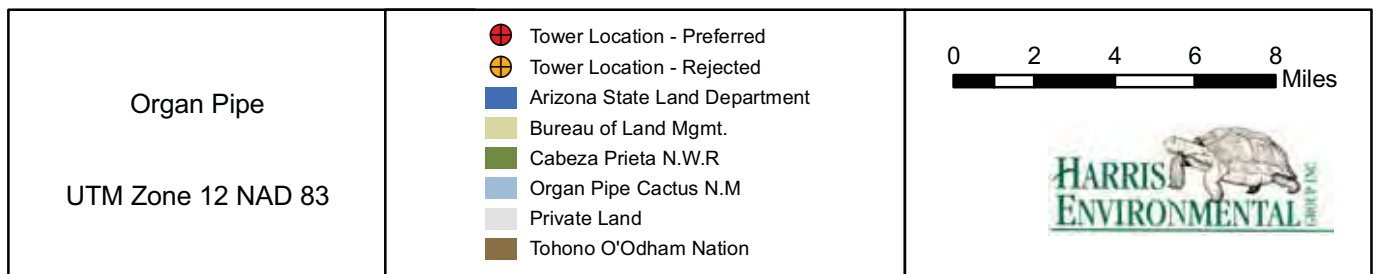 Organ Pipe
UTM Zone 12 NAD 83
Tower Location - Preferred
Tower Location - Rejected
Arizona State Land Department
Bureau of Land Mgmt.
Cabeza Prieta N.W.R
Organ Pipe Cactus N.M
Private Land
Tohono O'Odham Nation
0 2 4 6 8
Miles
HARRIS
ENVIRONMENTAL
GROUP INC.